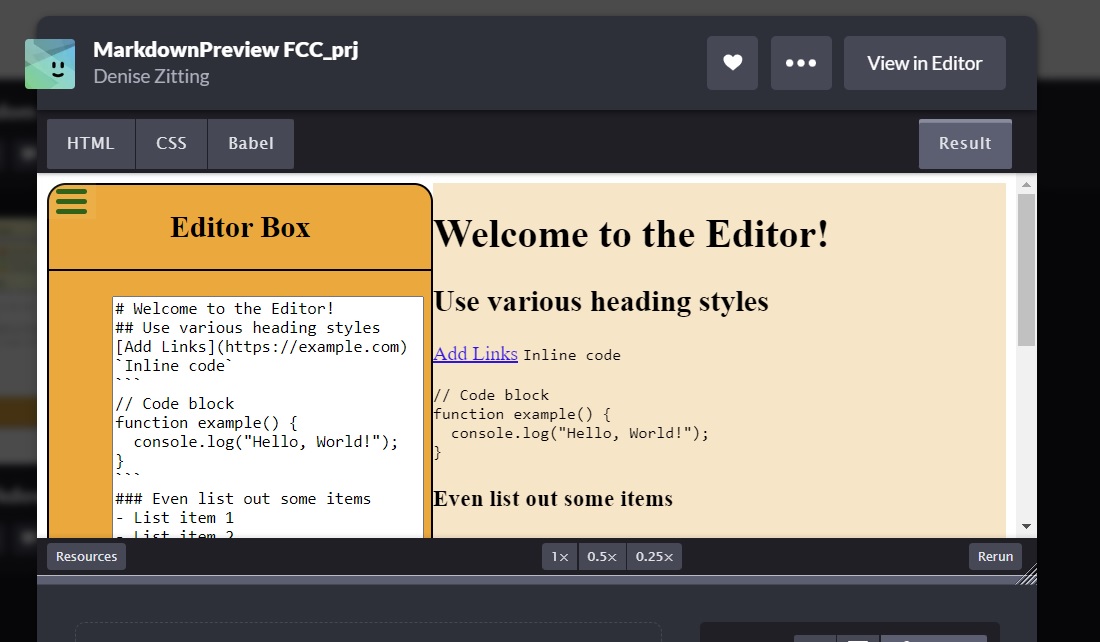 MarkdownPreview FCC_prj
Denise Zitting
View in Editor
HTML
CSS
Babel
Result
Editor Box
# Welcome to the Editor!
## Use various heading styles
[Add Links](https://example.com)
`Inline code`
```
// Code block
function example() {
  console.log("Hello, World!");
}
```
### Even list out some items
- List item 1
- List item 2
Welcome to the Editor!
Use various heading styles
Add Links Inline code
// Code block
function example() {
  console.log("Hello, World!");
}
Even list out some items
Resources
1×
0.5×
0.25×
Rerun